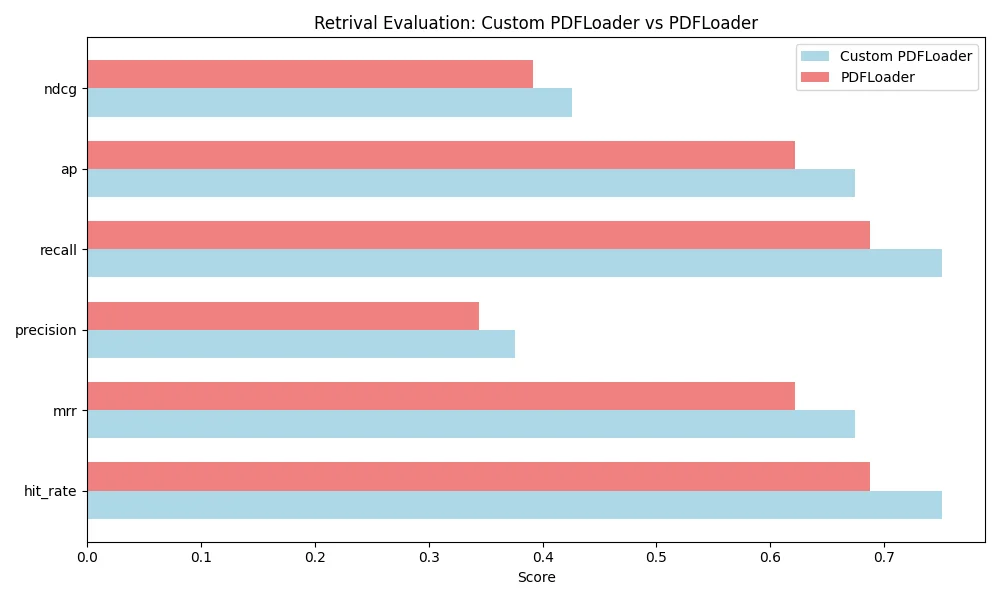 Retrival Evaluation: Custom PDFLoader vs PDFLoader
Custom PDFLoader
PDFLoader
ndcg
ap
recall
precision
mrr
hit_rate
0.0 0.1 0.2 0.3 0.4 0.5 0.6 0.7
Score